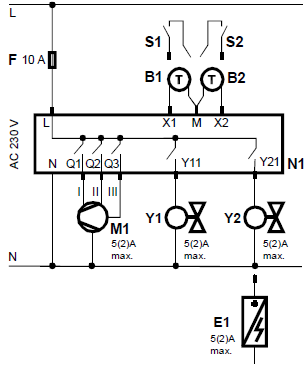 L
S1 S2
F 10 A
B1 T T B2
AC 230 V
L X1 M X2
N Q1 Q2 Q3 Y11 Y21 N1
I II III
M1 Y1 Y2
5(2)A max. 5(2)A max. 5(2)A max.
N
E1
5(2)A
max.